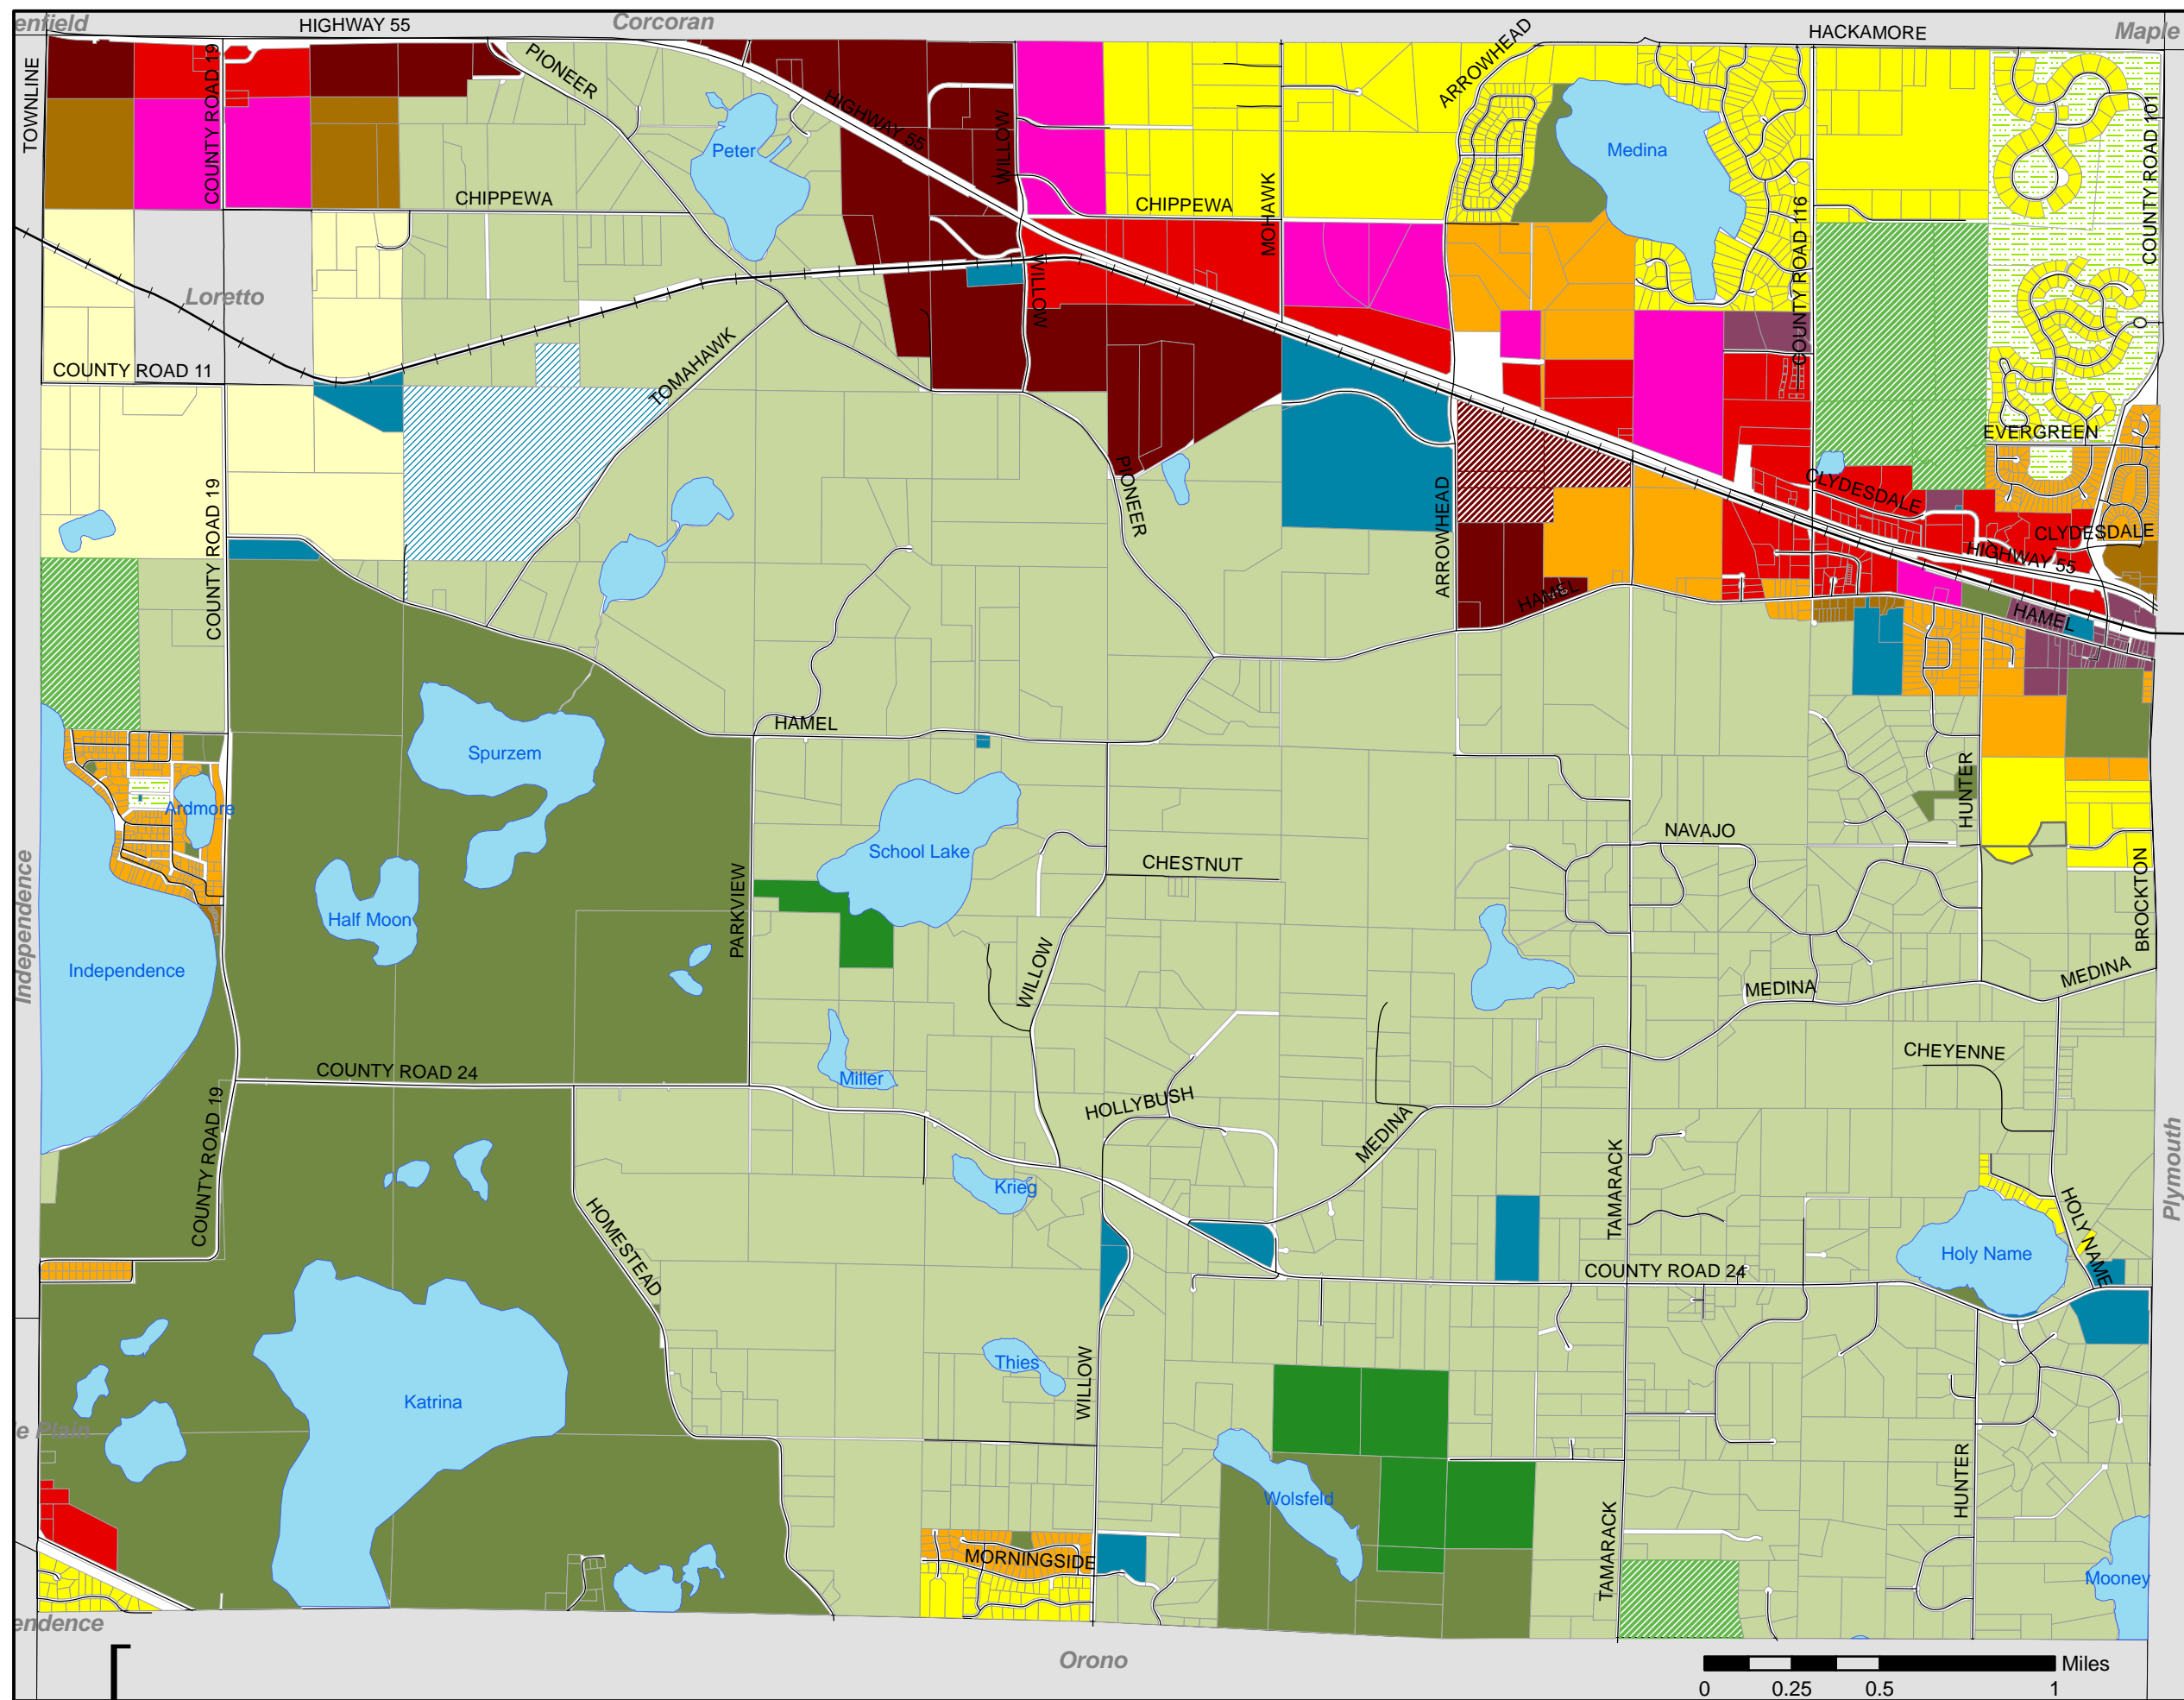 enfield
HIGHWAY 55
Corcoran
HACKAMORE
Maple
TOWNLINE
COUNTY ROAD 19
PIONEER
ARROWHEAD
HIGHWAY 55
WILLOW
Peter
Medina
COUNTY ROAD 101
CHIPPEWA
CHIPPEWA
MOHAWK
COUNTY ROAD 116
Loretto
WILLOW
O
COUNTY ROAD 11
TOMAHAWK
EVERGREEN
COUNTY ROAD 19
PIONEER
ARROWHEAD
CLYDESDALE
CLYDESDALE
HIGHWAY 55
HAMEL
HAMEL
HAMEL
Spurzem
Ardmore
HUNTER
NAVAJO
School Lake
CHESTNUT
Independence
Half Moon
PARKVIEW
BROCKTON
Independence
WILLOW
MEDINA
MEDINA
COUNTY ROAD 24
Miller
CHEYENNE
HOLLYBUSH
MEDINA
COUNTY ROAD 19
Krieg
TAMARACK
Plymouth
HOMESTEAD
HOLY NAME
Holy Name
COUNTY ROAD 24
Thies
WILLOW
Katrina
le Plain
Wolsfeld
HUNTER
TAMARACK
MORNINGSIDE
Mooney
endence
Orono
Miles
0 0.25 0.5 1